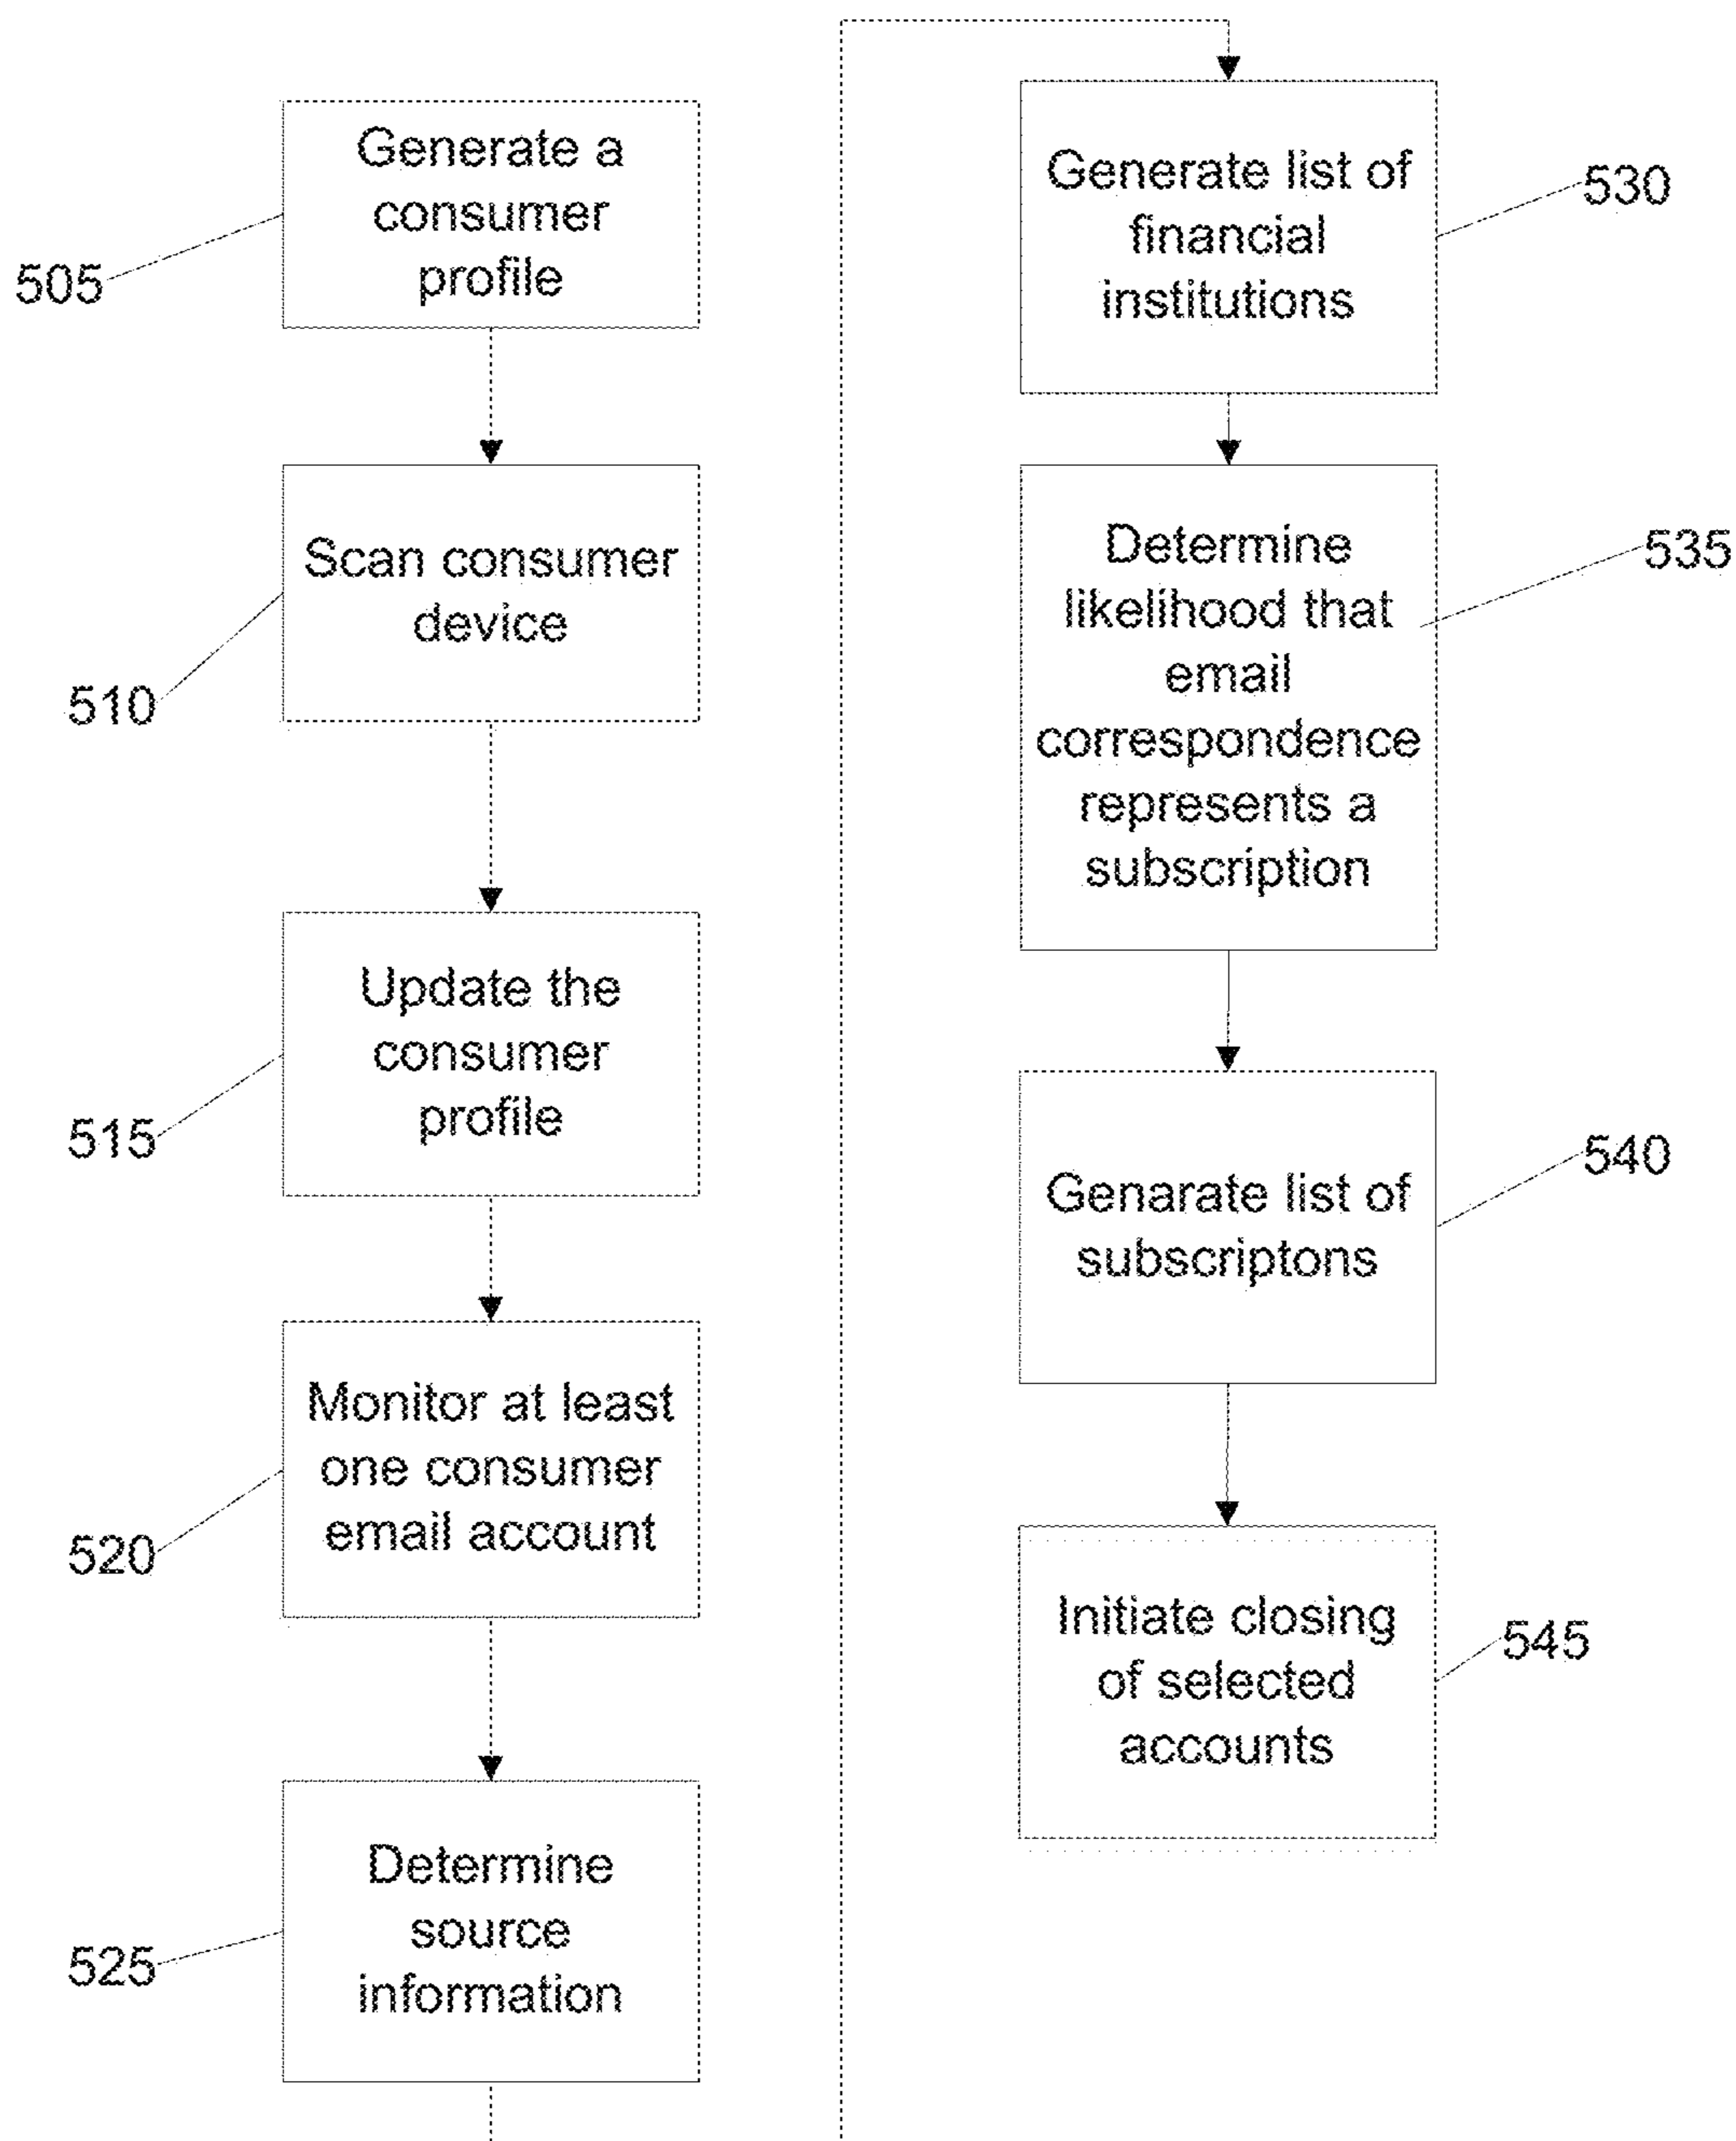 Generate a
consumer
profile
505
Scan consumer
device
510
Update the
consumer
profile
515
Monitor at least
one consumer
email account
520
Determine
source
information
525
Generate list of
financial
institutions
530
Determine
likelihood that
email
correspondence
represents a
subscription
535
Genarate list of
subscriptons
540
Initiate closing
of selected
accounts
545